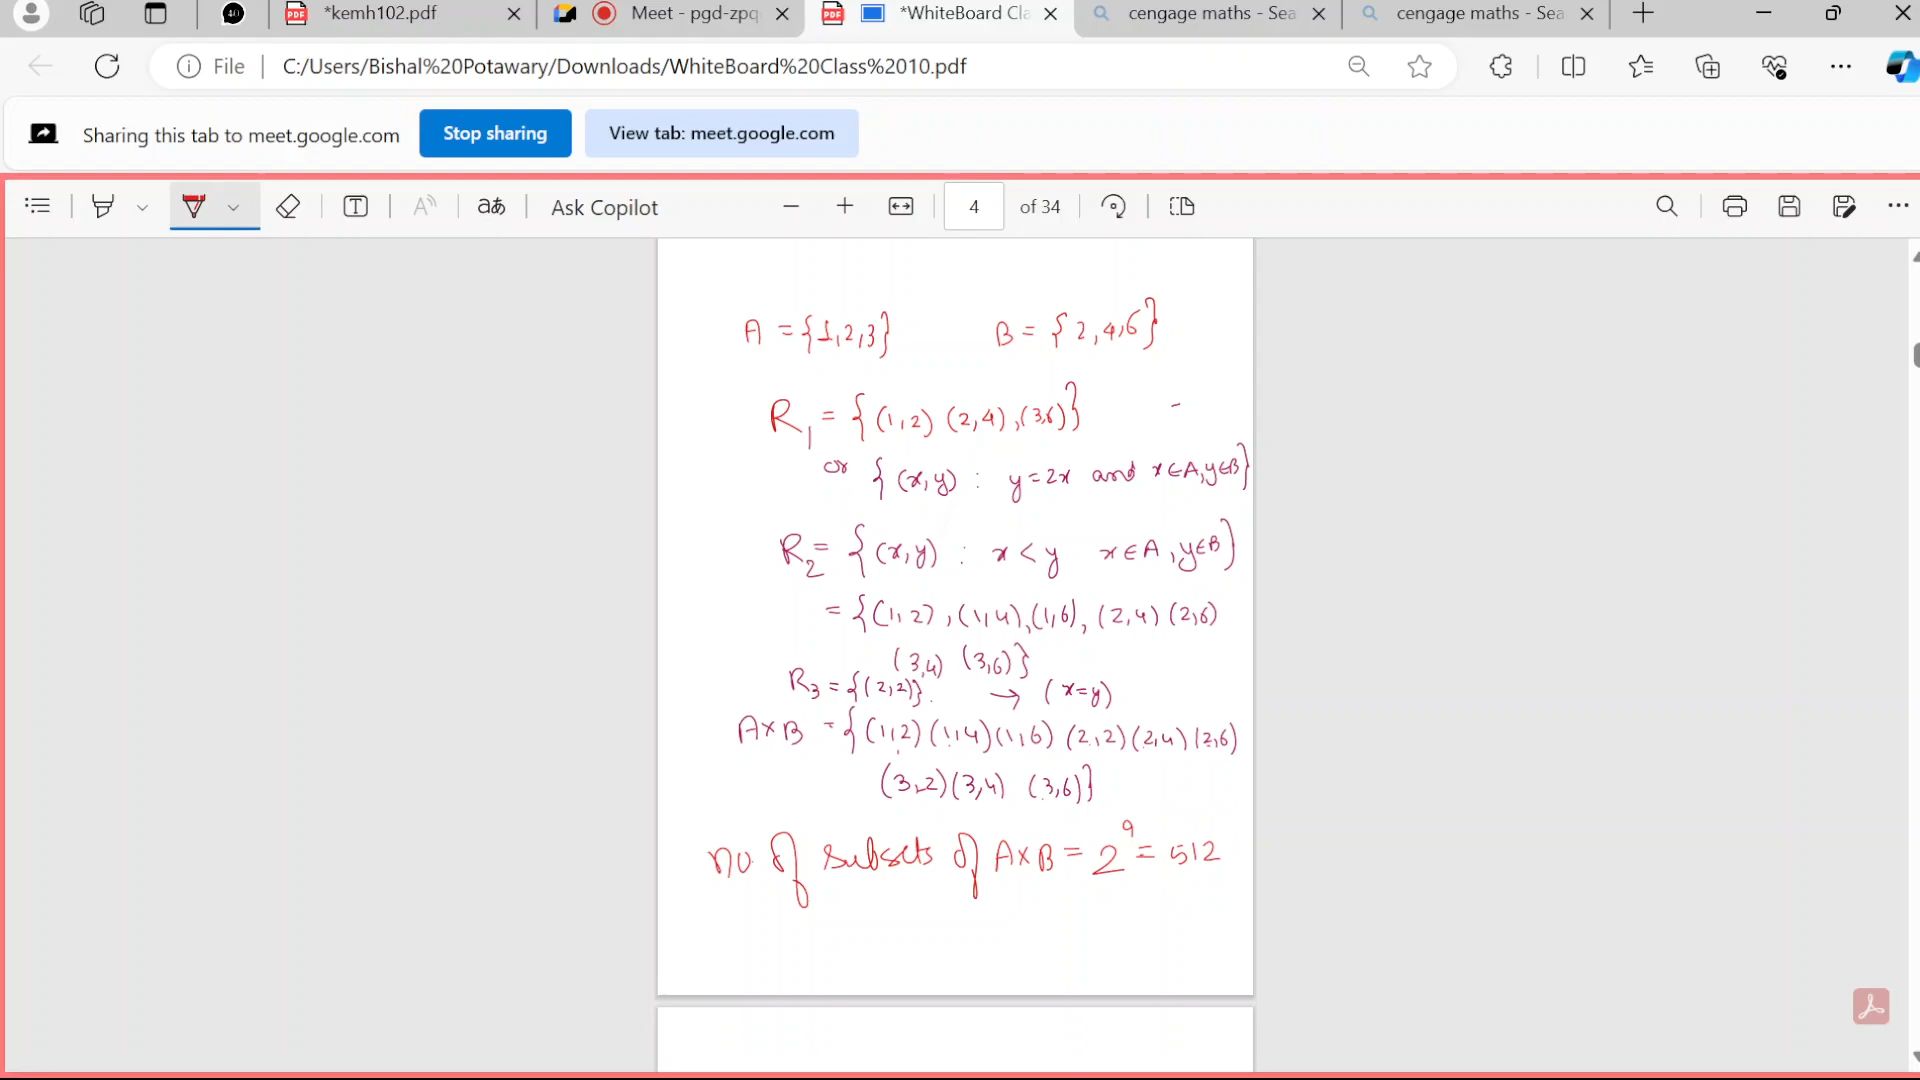 40
*kemh102.pdf
Meet - pgd-zpq
*WhiteBoard Cla
cengage maths - Sea
cengage maths - Sea
File
C:/Users/Bishal%20Potawary/Downloads/WhiteBoard%20Class%2010.pdf
Sharing this tab to meet.google.com
Stop sharing
View tab: meet.google.com
Ask Copilot
4 of 34
A = {1,2,3} B = {2,4,6}
R₁ = {(1,2) (2,4),(3,6)}
or {(x,y) : y=2x and x∈A,y∈B}
R₂ = {(x,y) : x < y x∈A,y∈B}
= {(1,2),(1,4),(1,6),(2,4)(2,6)
(3,4) (3,6)}
R₃ = {(2,2)}. → (x=y)
A×B = {(1,2)(1,4)(1,6)(2,2)(2,4)(2,6)
(3,2)(3,4) (3,6)}
no. of subsets of A×B = 2⁹ = 512